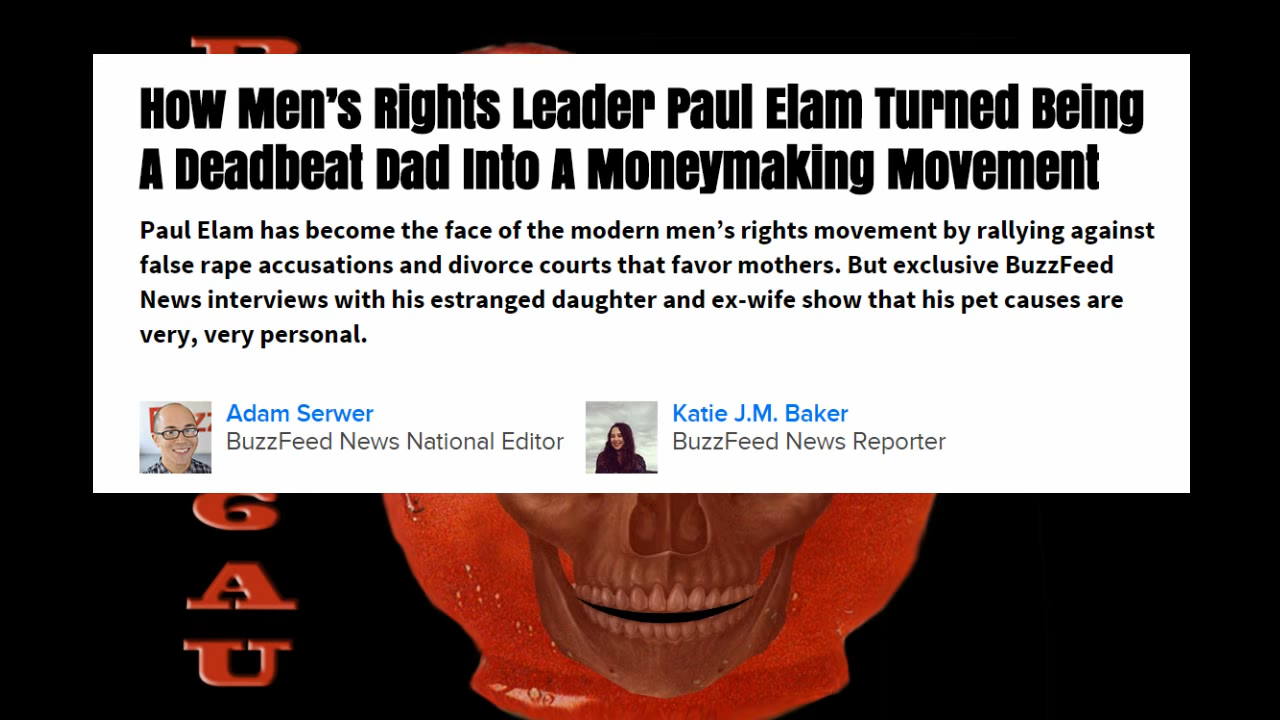 How Men's Rights Leader Paul Elam Turned Being
A Deadbeat Dad Into A Moneymaking Movement
Paul Elam has become the face of the modern men's rights movement by rallying against
false rape accusations and divorce courts that favor mothers. But exclusive BuzzFeed
News interviews with his estranged daughter and ex-wife show that his pet causes are
very, very personal.
Adam Serwer
BuzzFeed News National Editor
Katie J.M. Baker
BuzzFeed News Reporter
6
A
U